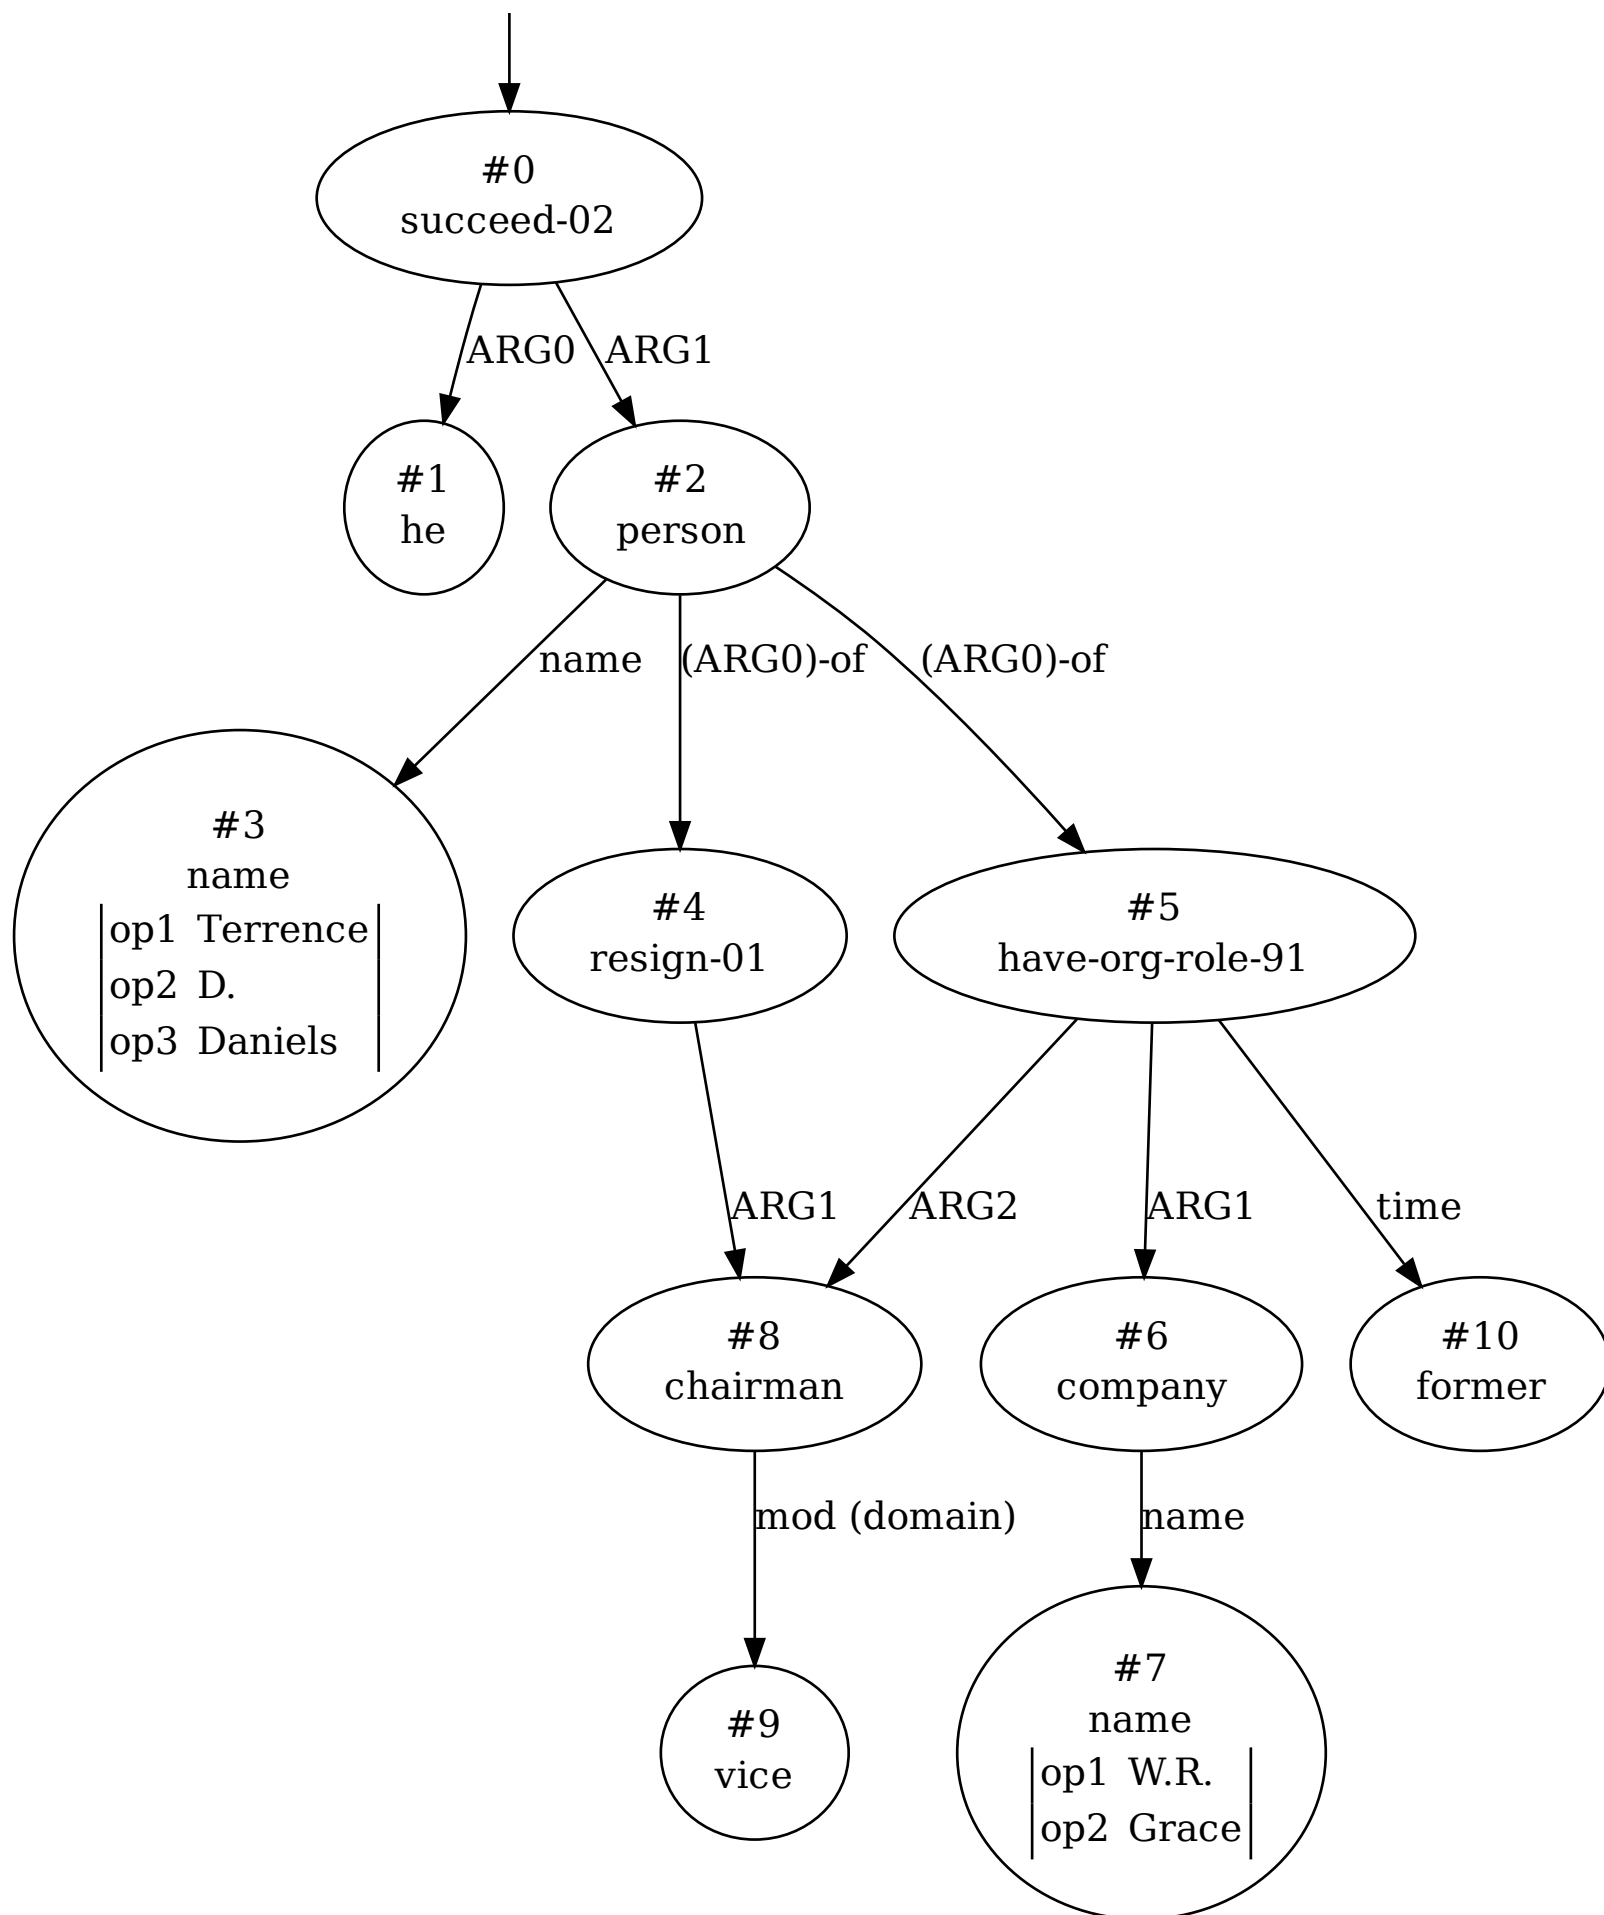 #0
succeed-02
ARG0
ARG1
#1
he
#2
person
name
(ARG0)-of
(ARG0)-of
#3
name
op1 Terrence
op2 D.
op3 Daniels
#4
resign-01
#5
have-org-role-91
ARG1
ARG2
ARG1
time
#8
chairman
#6
company
#10
former
mod (domain)
name
#9
vice
#7
name
op1 W.R.
op2 Grace